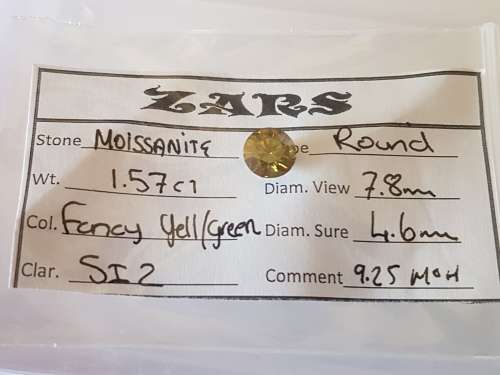 ZARS
Stone MOISSANITE pe Round
Wt. 1.57ct Diam. View 7.8mm
Col. Fancy Yell/Green Diam. Sure 4.6mm
Clar. SI2 Comment 9.25 MOH